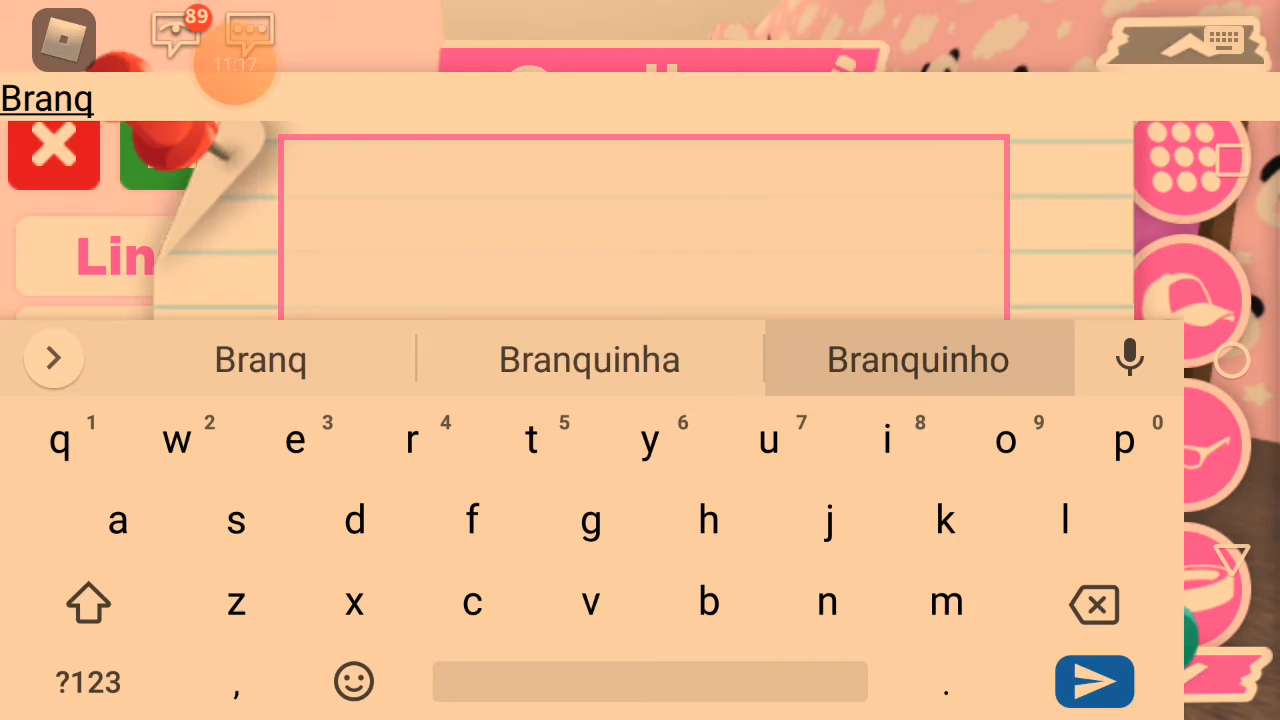 89
11:17
Branq
Lin
Branq Branquinha Branquinho
q 1 w 2 e 3 r 4 t 5 y 6 u 7 i 8 o 9 p 0
a s d f g h j k l
z x c v b n m
?123 , .